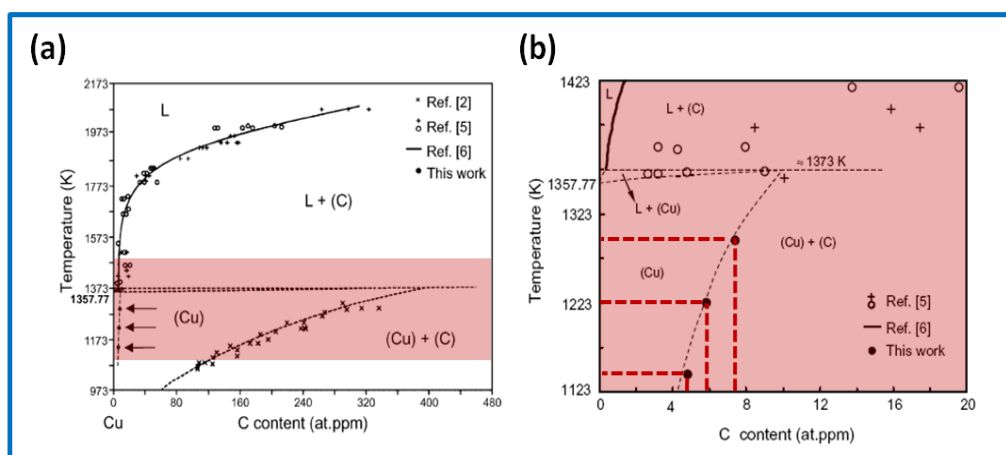 (a)
2173
1973
1773
1573
1373
1357.77
1173
973
Temperature (K)
L
× Ref. [2]
+ Ref. [5]
o
Ref. [6]
• This work
L + (C)
(Cu)
(Cu) + (C)
0
80
160
240
320
400
480
Cu
C content (at.ppm)
(b)
1423
1357.77
1323
1223
1123
Temperature (K)
L
L + (C)
≈ 1373 K
L + (Cu)
(Cu) + (C)
(Cu)
+ Ref. [5]
o
Ref. [6]
• This work
0
4
8
12
16
20
C content (at.ppm)